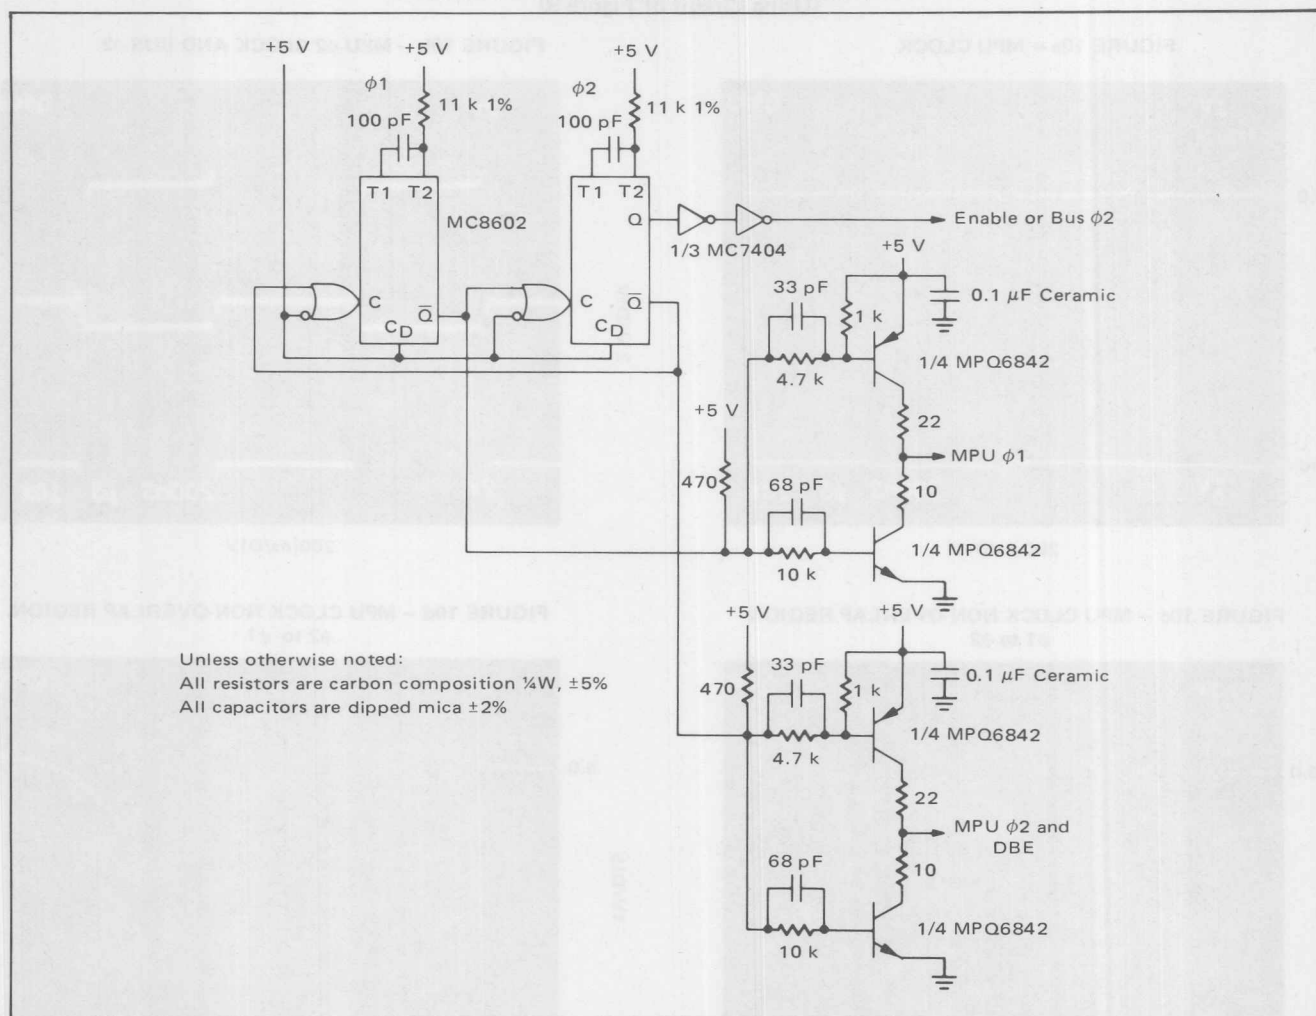 +5 V
+5 V
+5 V
φ1
11 k 1%
100 pF
φ2
11 k 1%
100 pF
T1 T2
MC8602
T1 T2
Q
1/3 MC7404
Enable or Bus φ2
C
Q̅
CD
C
Q̅
CD
+5 V
0.1 μF Ceramic
33 pF
1 k
4.7 k
1/4 MPQ6842
22
+5 V
MPU φ1
470
68 pF
10
10 k
1/4 MPQ6842
+5 V
+5 V
33 pF
0.1 μF Ceramic
470
1 k
4.7 k
1/4 MPQ6842
22
MPU φ2 and
DBE
68 pF
10
10 k
1/4 MPQ6842
Unless otherwise noted:
All resistors are carbon composition ¼W, ±5%
All capacitors are dipped mica ±2%